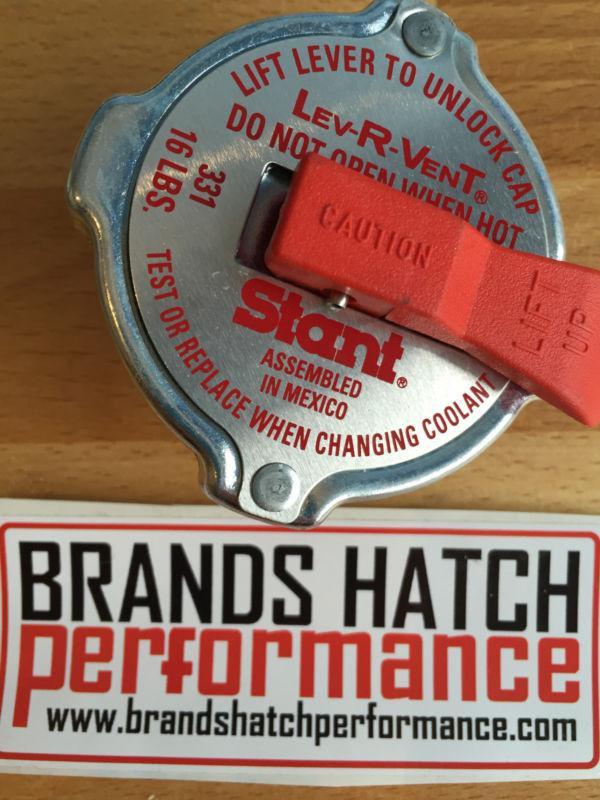 LIFT LEVER TO UNLOCK CAP
LEV-R-VENT®
DO NOT OPEN WHEN HOT
331
16 LBS.
CAUTION
LIFT
UP
Stant®
ASSEMBLED
IN MEXICO
TEST OR REPLACE WHEN CHANGING COOLANT
BRANDS HATCH
performance
www.brandshatchperformance.com